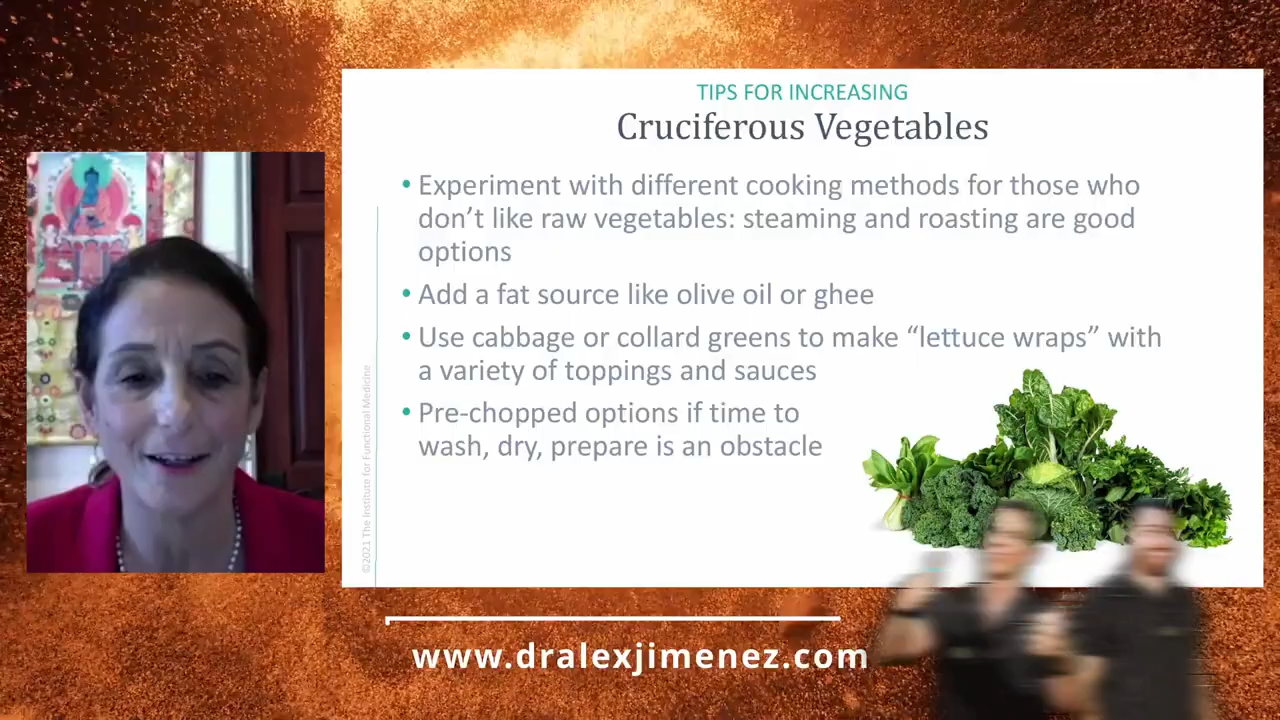 TIPS FOR INCREASING
Cruciferous Vegetables
• Experiment with different cooking methods for those who
don’t like raw vegetables: steaming and roasting are good
options
• Add a fat source like olive oil or ghee
• Use cabbage or collard greens to make “lettuce wraps” with
a variety of toppings and sauces
• Pre-chopped options if time to
wash, dry, prepare is an obstacle
©2021 The Institute for Functional Medicine
www.dralexjimenez.com